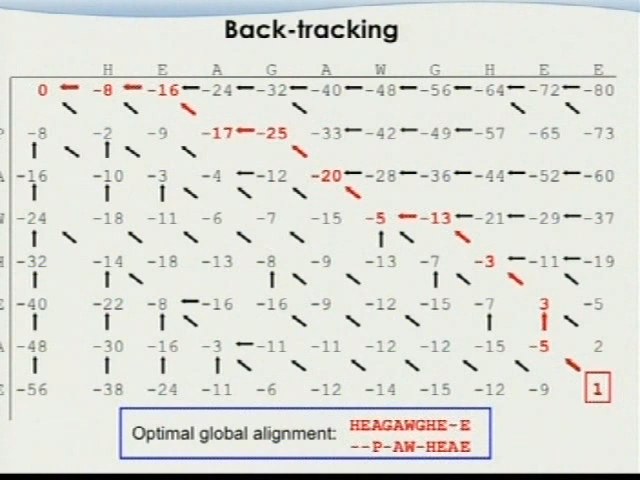 Back-tracking
H E A G A W G H E E
0 -8 -16 -24 -32 -40 -48 -56 -64 -72 -80
P -8 -2 -9 -17 -25 -33 -42 -49 -57 -65 -73
A -16 -10 -3 -4 -12 -20 -28 -36 -44 -52 -60
W -24 -18 -11 -6 -7 -15 -5 -13 -21 -29 -37
H -32 -14 -18 -13 -8 -9 -13 -7 -3 -11 -19
E -40 -22 -8 -16 -16 -9 -12 -15 -7 3 -5
A -48 -30 -16 -3 -11 -11 -12 -12 -15 -5 2
E -56 -38 -24 -11 -6 -12 -14 -15 -12 -9 1
Optimal global alignment: HEAGAWGHE-E
--P-AW-HEAE